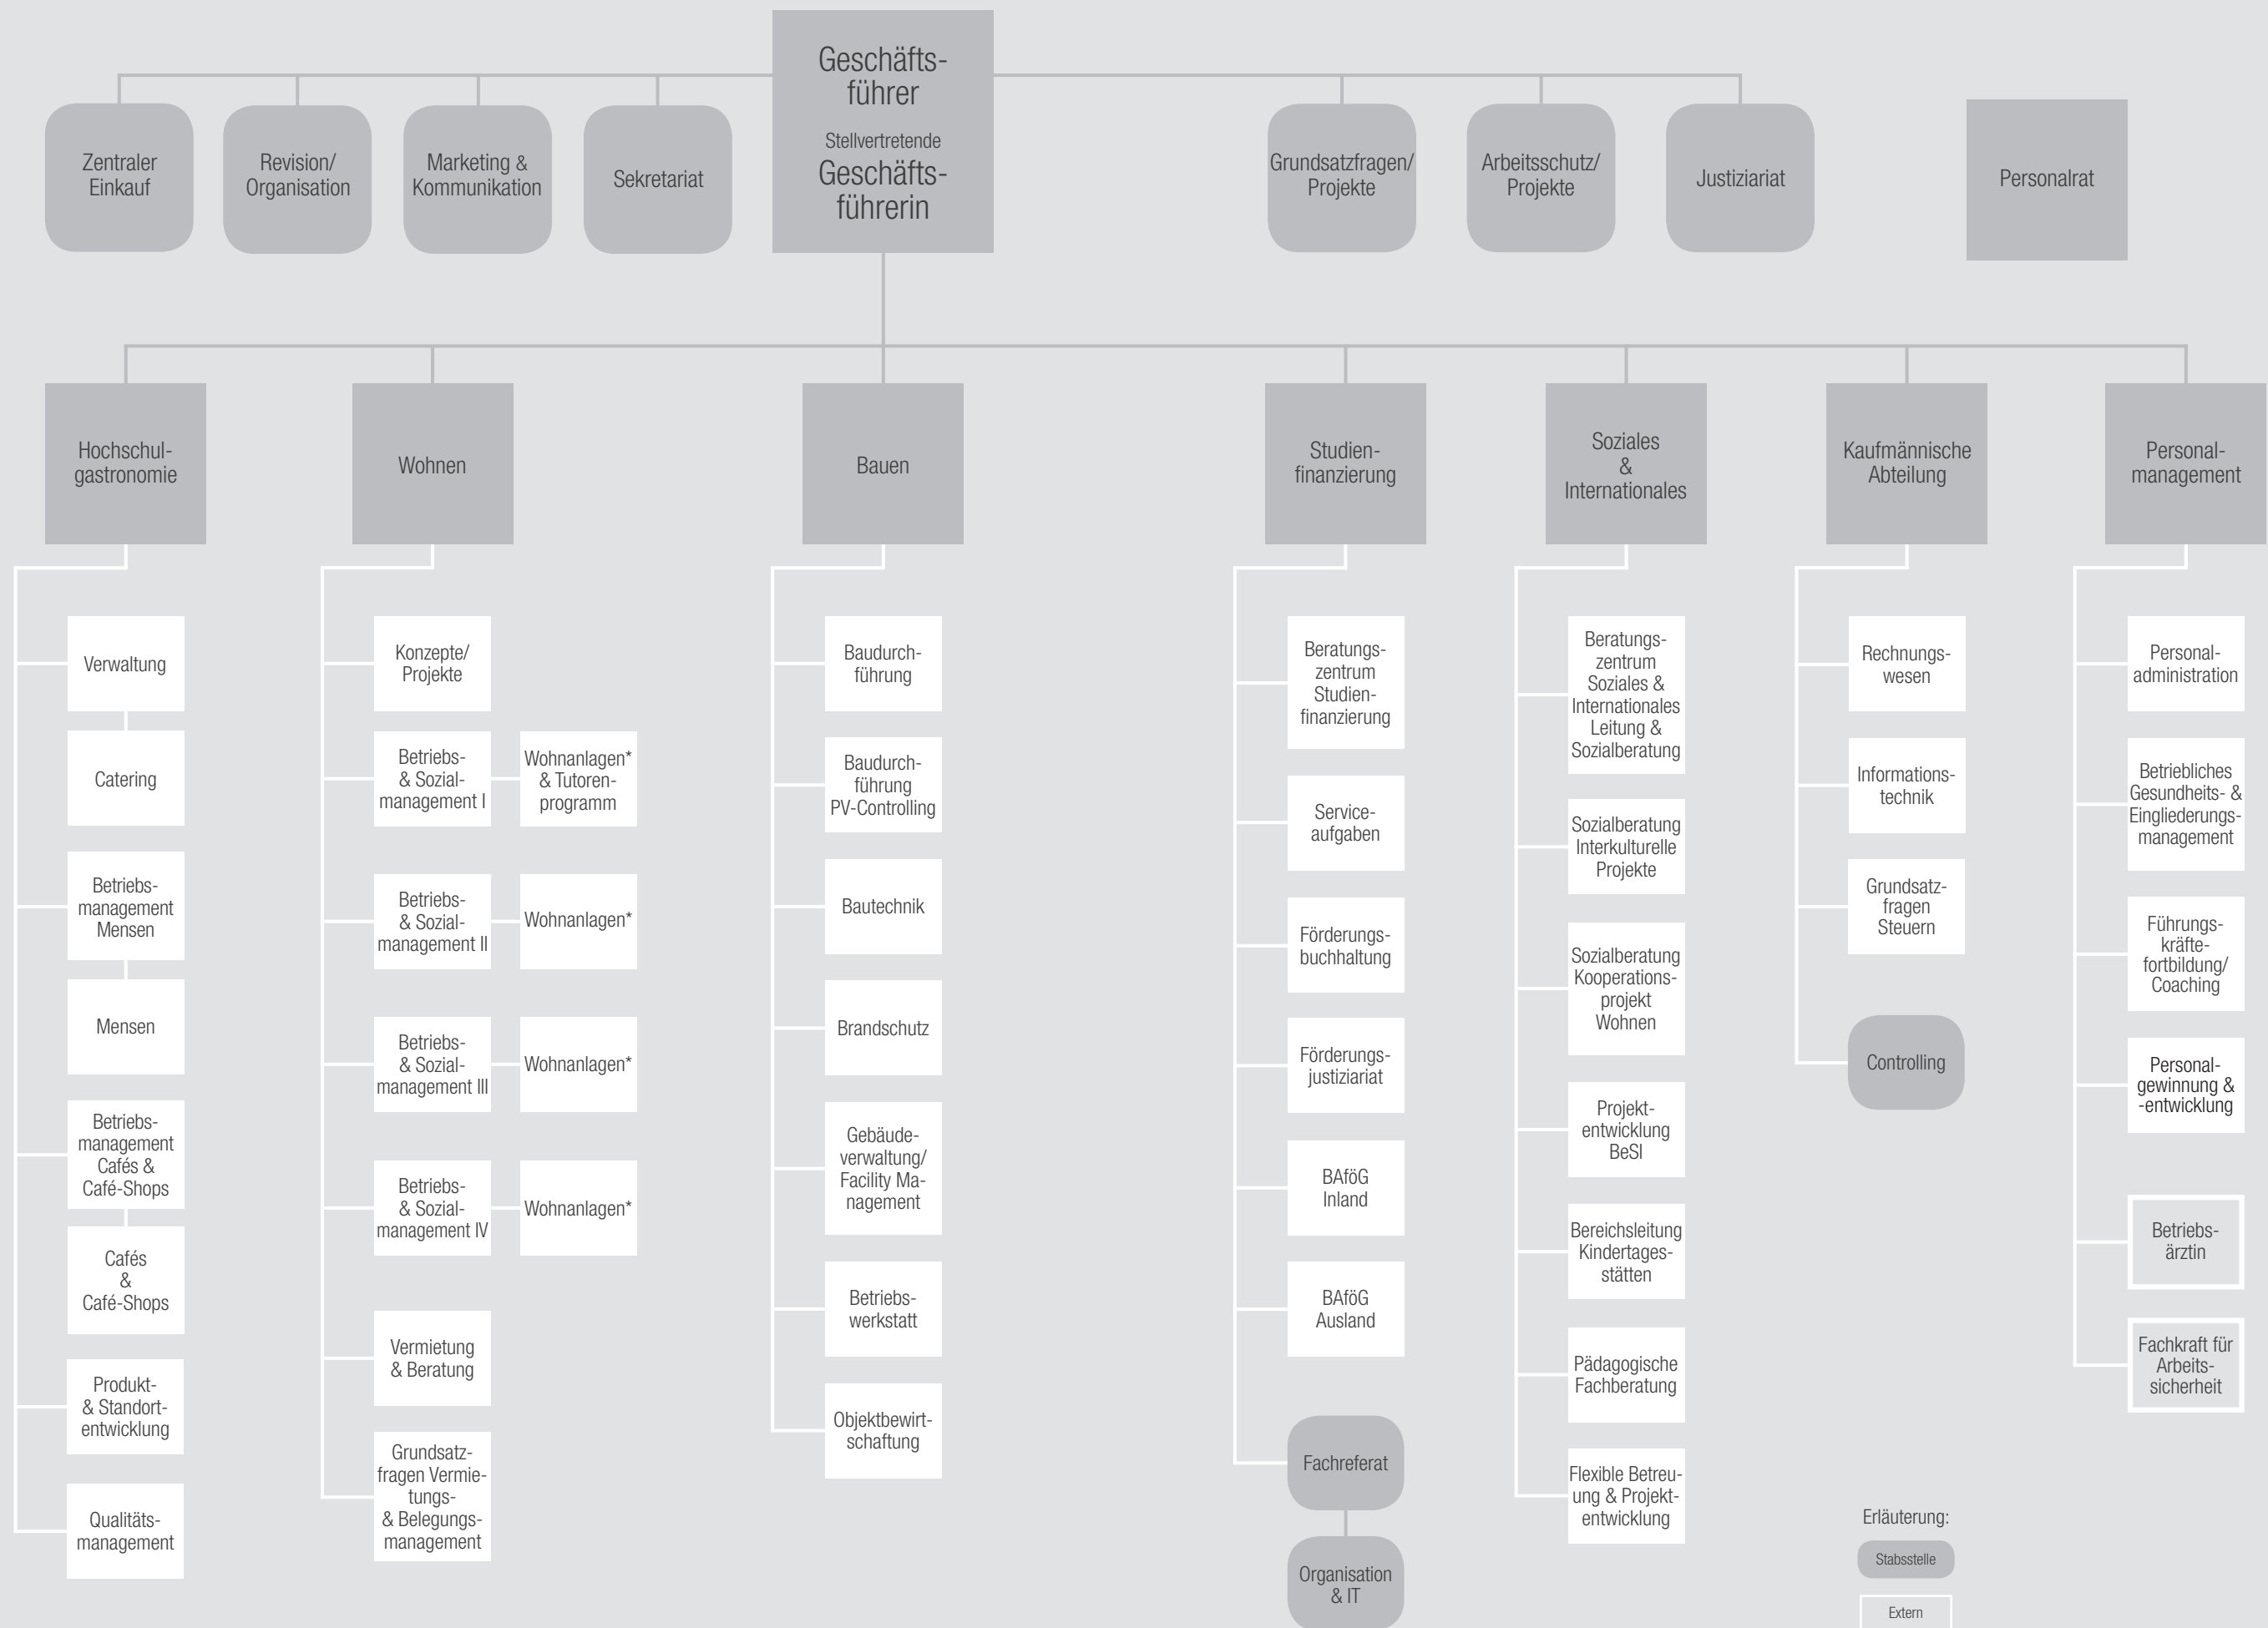 Geschäfts-
führer
Stellvertretende
Geschäfts-
führerin
Zentraler
Einkauf
Revision/
Organisation
Marketing &
Kommunikation
Sekretariat
Grundsatzfragen/
Projekte
Arbeitsschutz/
Projekte
Justiziariat
Personalrat
Hochschul-
gastronomie
Wohnen
Bauen
Studien-
finanzierung
Soziales
&
Internationales
Kaufmännische
Abteilung
Personal-
management
Verwaltung
Catering
Betriebs-
management
Mensen
Mensen
Betriebs-
management
Cafés &
Café-Shops
Cafés
&
Café-Shops
Produkt-
& Standort-
entwicklung
Qualitäts-
management
Konzepte/
Projekte
Betriebs-
& Sozial-
management I
Wohnanlagen*
& Tutoren-
programm
Betriebs-
& Sozial-
management II
Wohnanlagen*
Betriebs-
& Sozial-
management III
Wohnanlagen*
Betriebs-
& Sozial-
management IV
Wohnanlagen*
Vermietung
& Beratung
Grundsatz-
fragen Vermie-
tungs-
& Belegungs-
management
Baudurch-
führung
Baudurch-
führung
PV-Controlling
Bautechnik
Brandschutz
Gebäude-
verwaltung/
Facility Ma-
nagement
Betriebs-
werkstatt
Objektbewirt-
schaftung
Beratungs-
zentrum
Studien-
finanzierung
Service-
aufgaben
Förderungs-
buchhaltung
Förderungs-
justiziariat
BAföG
Inland
BAföG
Ausland
Fachreferat
Organisation
& IT
Beratungs-
zentrum
Soziales &
Internationales
Leitung &
Sozialberatung
Sozialberatung
Interkulturelle
Projekte
Sozialberatung
Kooperations-
projekt
Wohnen
Projekt-
entwicklung
BeSI
Bereichsleitung
Kindertages-
stätten
Pädagogische
Fachberatung
Flexible Betreu-
ung & Projekt-
entwicklung
Rechnungs-
wesen
Informations-
technik
Grundsatz-
fragen
Steuern
Controlling
Personal-
administration
Betriebliches
Gesundheits- &
Eingliederungs-
management
Führungs-
kräfte-
fortbildung/
Coaching
Personal-
gewinnung &
-entwicklung
Betriebs-
ärztin
Fachkraft für
Arbeits-
sicherheit
Erläuterung:
Stabsstelle
Extern